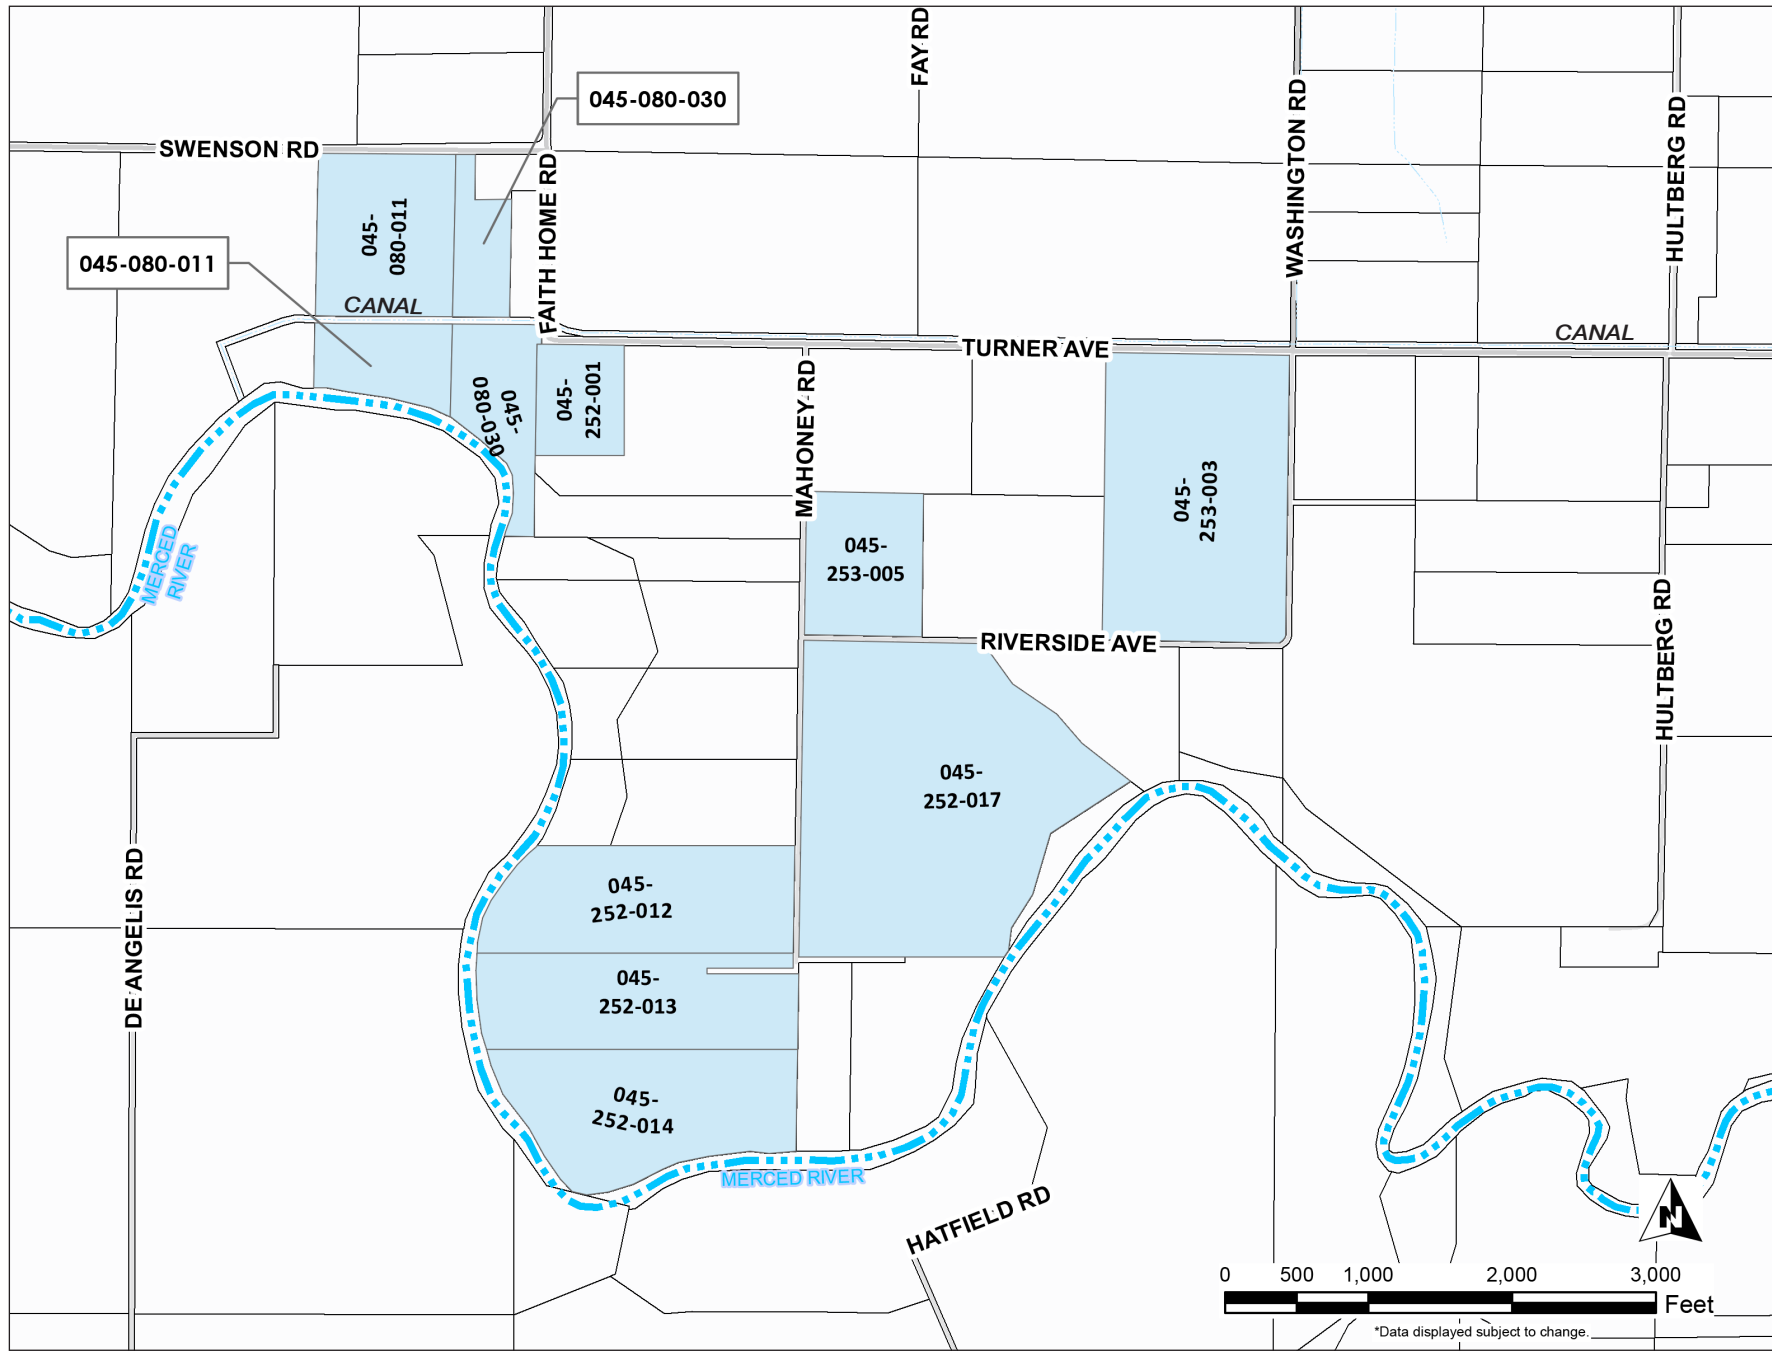 FAY RD
045-080-030
SWENSON RD
FAITH HOME RD
WASHINGTON RD
HULTBERG RD
045-
080-011
045-080-011
CANAL
CANAL
TURNER AVE
045-
080-030
045-
252-001
MAHONEY RD
045-
253-003
045-
253-005
MERCED
RIVER
RIVERSIDE AVE
HULTBERG RD
045-
252-017
045-
252-012
DE ANGELIS RD
045-
252-013
045-
252-014
MERCED RIVER
HATFIELD RD
N
0 500 1,000 2,000 3,000
Feet
*Data displayed subject to change.